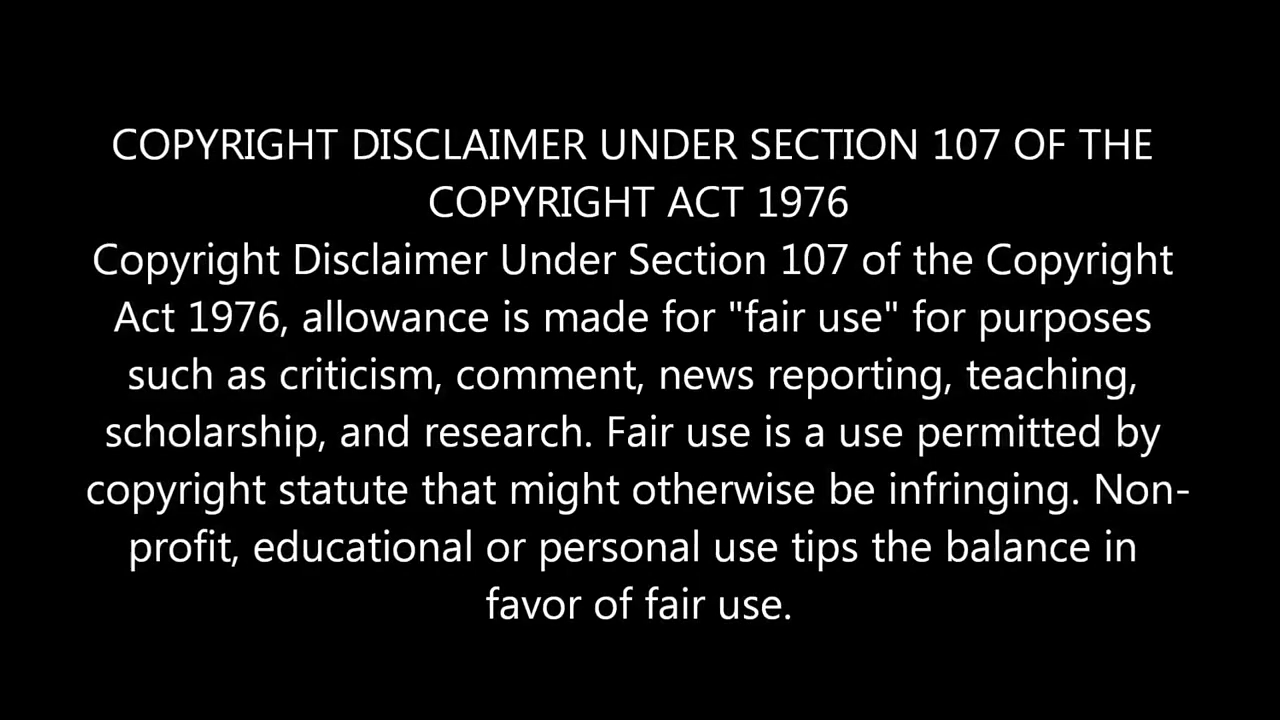 COPYRIGHT DISCLAIMER UNDER SECTION 107 OF THE
COPYRIGHT ACT 1976
Copyright Disclaimer Under Section 107 of the Copyright
Act 1976, allowance is made for "fair use" for purposes
such as criticism, comment, news reporting, teaching,
scholarship, and research. Fair use is a use permitted by
copyright statute that might otherwise be infringing. Non-
profit, educational or personal use tips the balance in
favor of fair use.